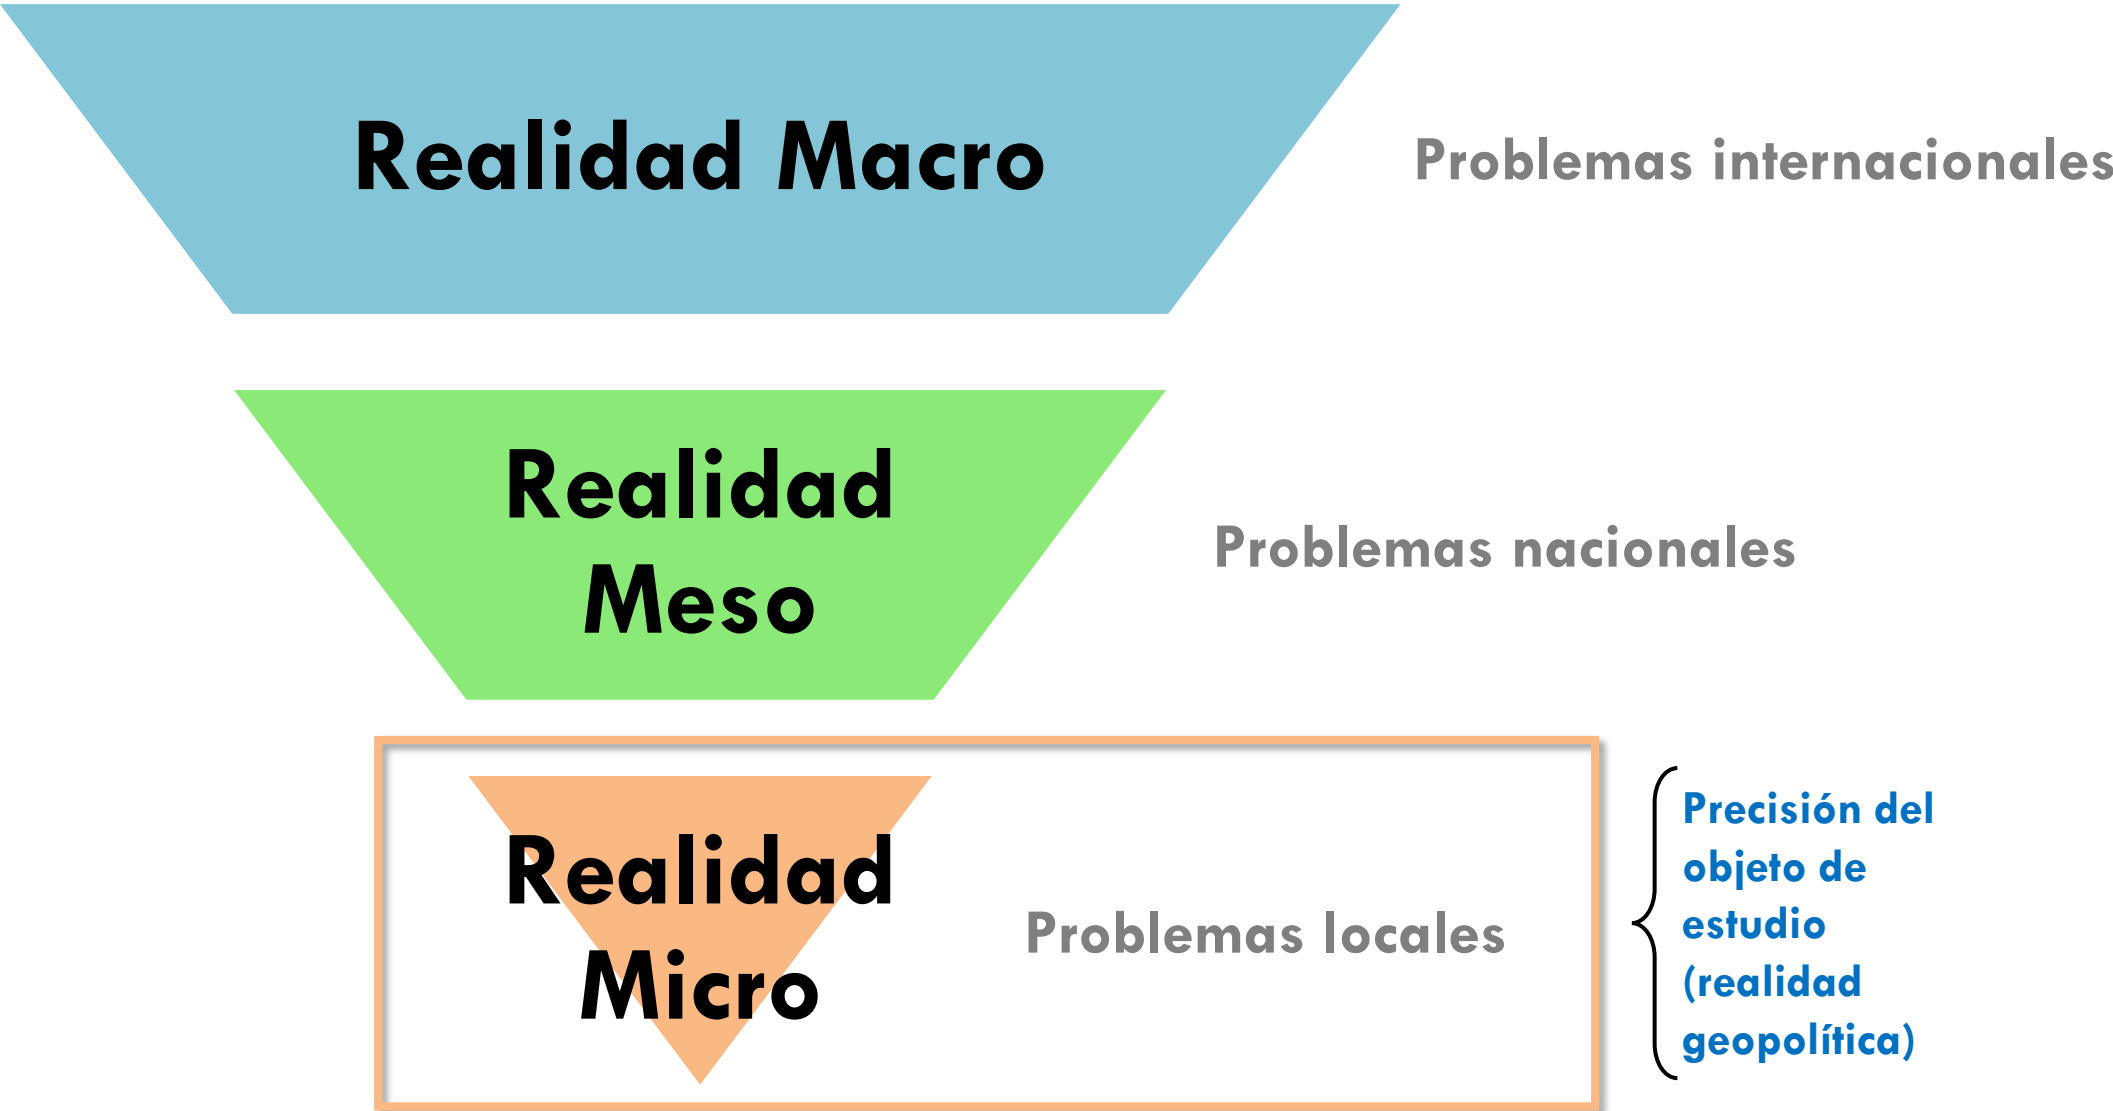 Realidad Macro
Problemas internacionales
Realidad
Meso
Problemas nacionales
Realidad
Micro
Problemas locales
Precisión del
objeto de
estudio
(realidad
geopolítica)